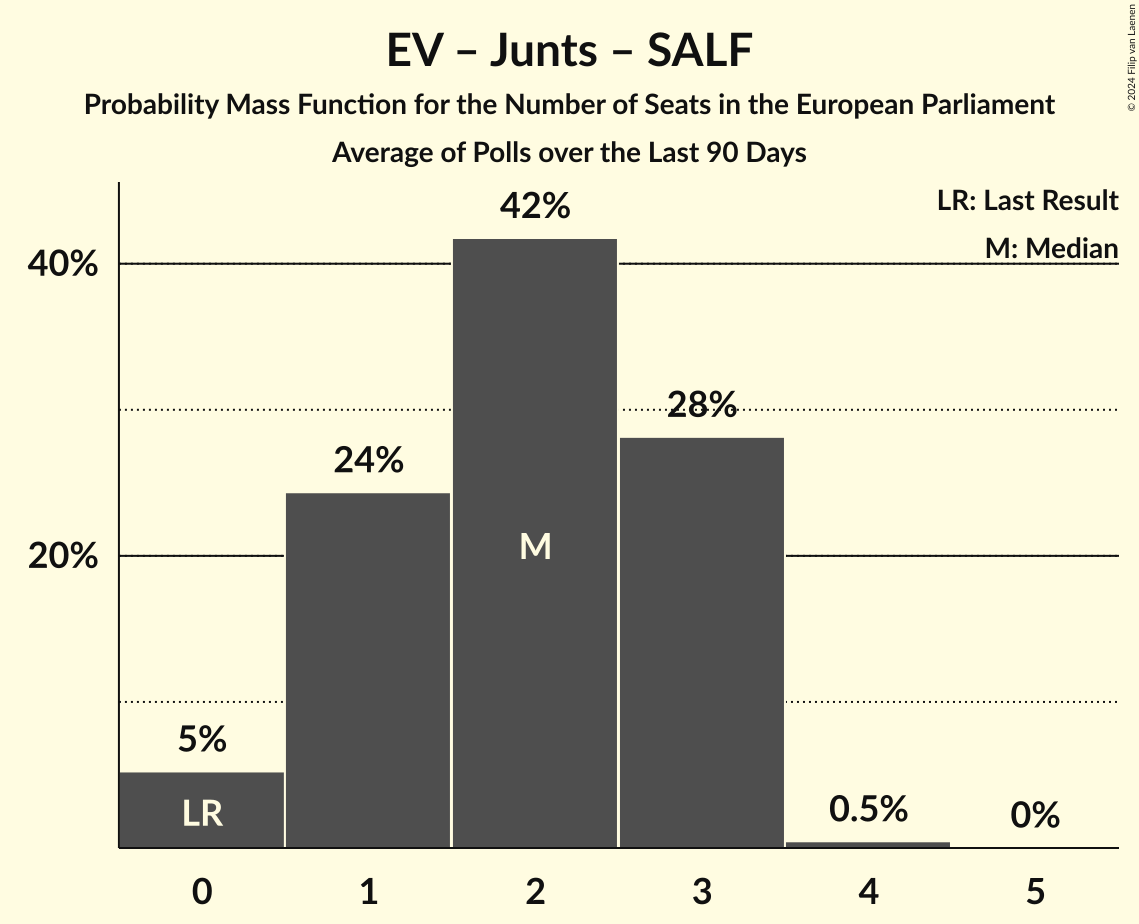 EV – Junts – SALF
Probability Mass Function for the Number of Seats in the European Parliament
Average of Polls over the Last 90 Days
© 2024 Filip van Laenen
LR: Last Result
M: Median
42%
40%
28%
24%
M
20%
5%
LR
0.5%
0%
0 1 2 3 4 5